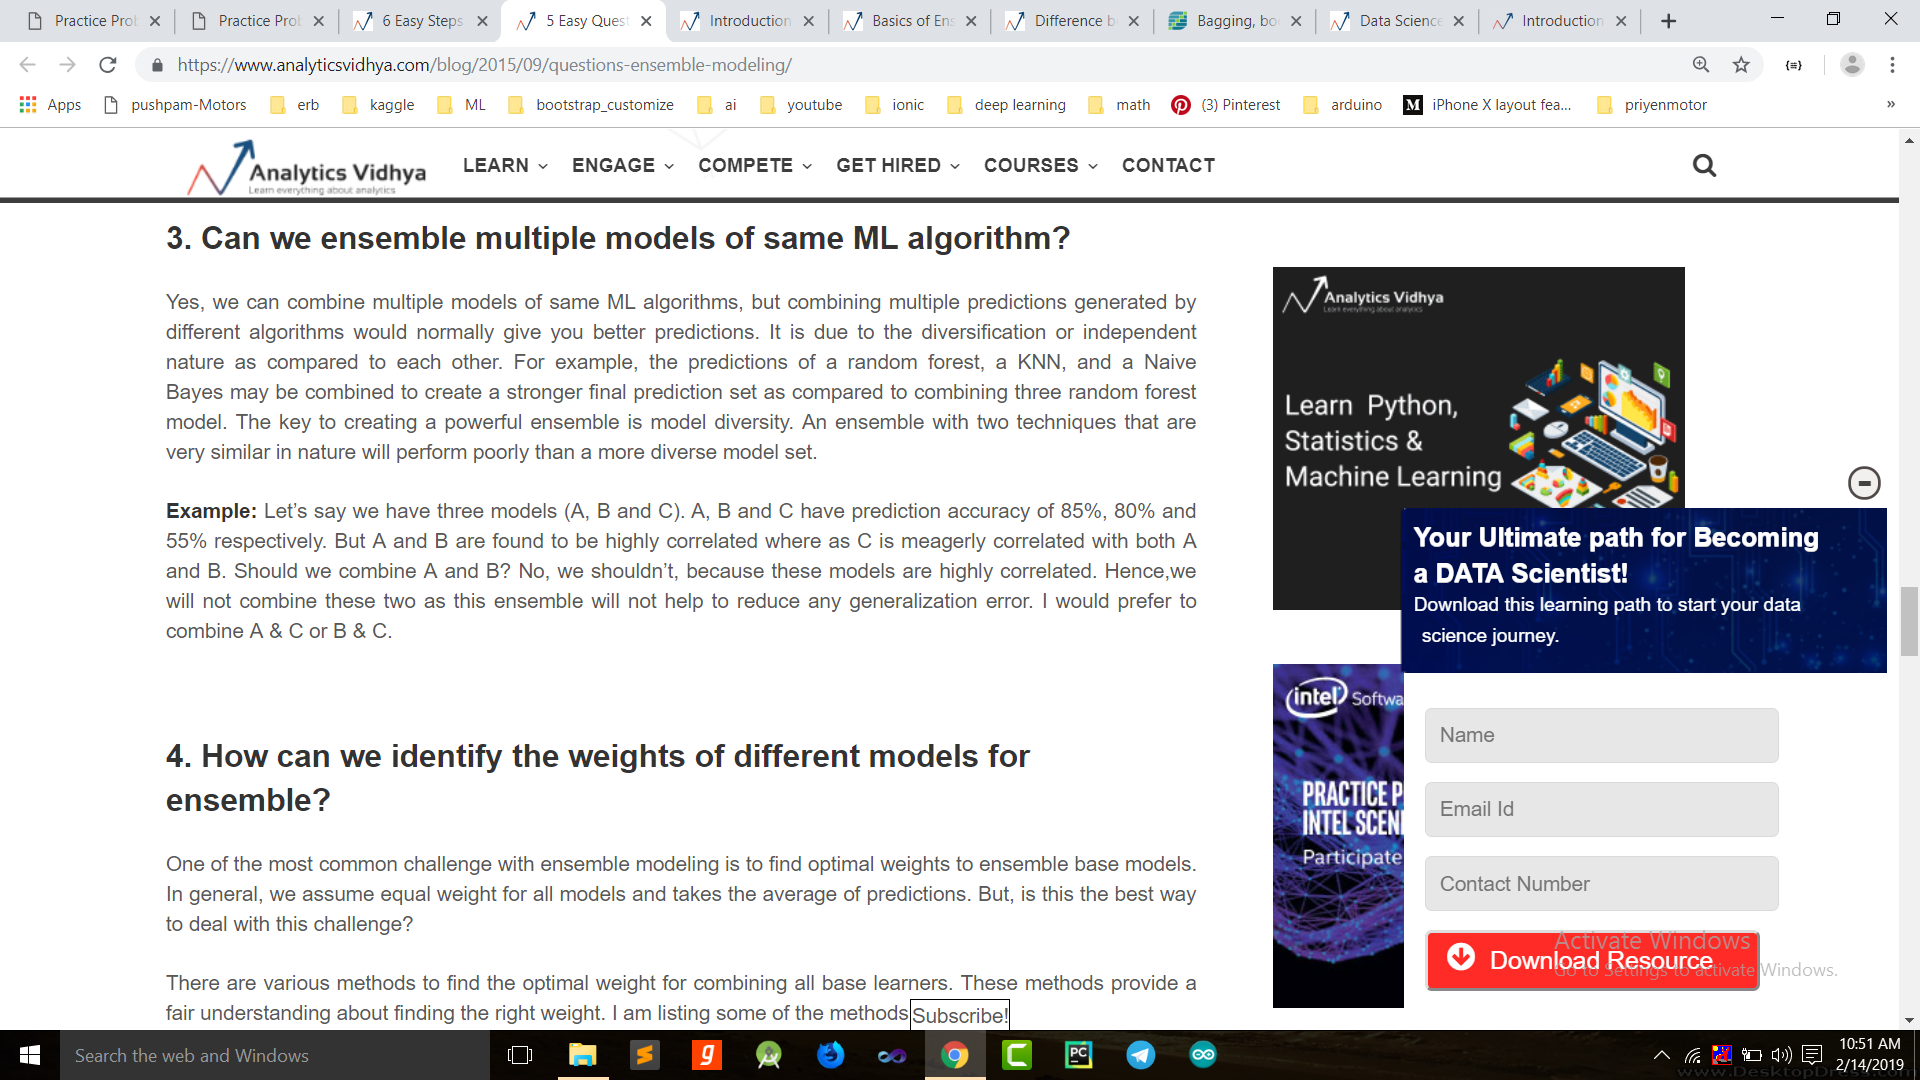 Practice Prob
Practice Prob
6 Easy Steps
5 Easy Quest
Introduction
Basics of Ens
Difference b
Bagging, bo
Data Science
Introduction
https://www.analyticsvidhya.com/blog/2015/09/questions-ensemble-modeling/
Apps
pushpam-Motors
erb
kaggle
ML
bootstrap_customize
ai
youtube
ionic
deep learning
math
(3) Pinterest
arduino
M
iPhone X layout fea...
priyenmotor
»
Analytics Vidhya
Learn everything about analytics
LEARN
ENGAGE
COMPETE
GET HIRED
COURSES
CONTACT
3. Can we ensemble multiple models of same ML algorithm?
Yes, we can combine multiple models of same ML algorithms, but combining multiple predictions generated by
different algorithms would normally give you better predictions. It is due to the diversification or independent
nature as compared to each other. For example, the predictions of a random forest, a KNN, and a Naive
Bayes may be combined to create a stronger final prediction set as compared to combining three random forest
model. The key to creating a powerful ensemble is model diversity. An ensemble with two techniques that are
very similar in nature will perform poorly than a more diverse model set.
Example: Let’s say we have three models (A, B and C). A, B and C have prediction accuracy of 85%, 80% and
55% respectively. But A and B are found to be highly correlated where as C is meagerly correlated with both A
and B. Should we combine A and B? No, we shouldn’t, because these models are highly correlated. Hence,we
will not combine these two as this ensemble will not help to reduce any generalization error. I would prefer to
combine A & C or B & C.
4. How can we identify the weights of different models for
ensemble?
One of the most common challenge with ensemble modeling is to find optimal weights to ensemble base models.
In general, we assume equal weight for all models and takes the average of predictions. But, is this the best way
to deal with this challenge?
There are various methods to find the optimal weight for combining all base learners. These methods provide a
fair understanding about finding the right weight. I am listing some of the methods
Subscribe!
Analytics Vidhya
Learn everything about analytics
Learn Python,
Statistics &
Machine Learning
Your Ultimate path for Becoming
a DATA Scientist!
Download this learning path to start your data
science journey.
intel Softwa
PRACTICE P
INTEL SCEN
Participate
Name
Email Id
Contact Number
Download Resource
Activate Windows
Go to Settings to activate Windows.
Search the web and Windows
PC
10:51 AM
2/14/2019